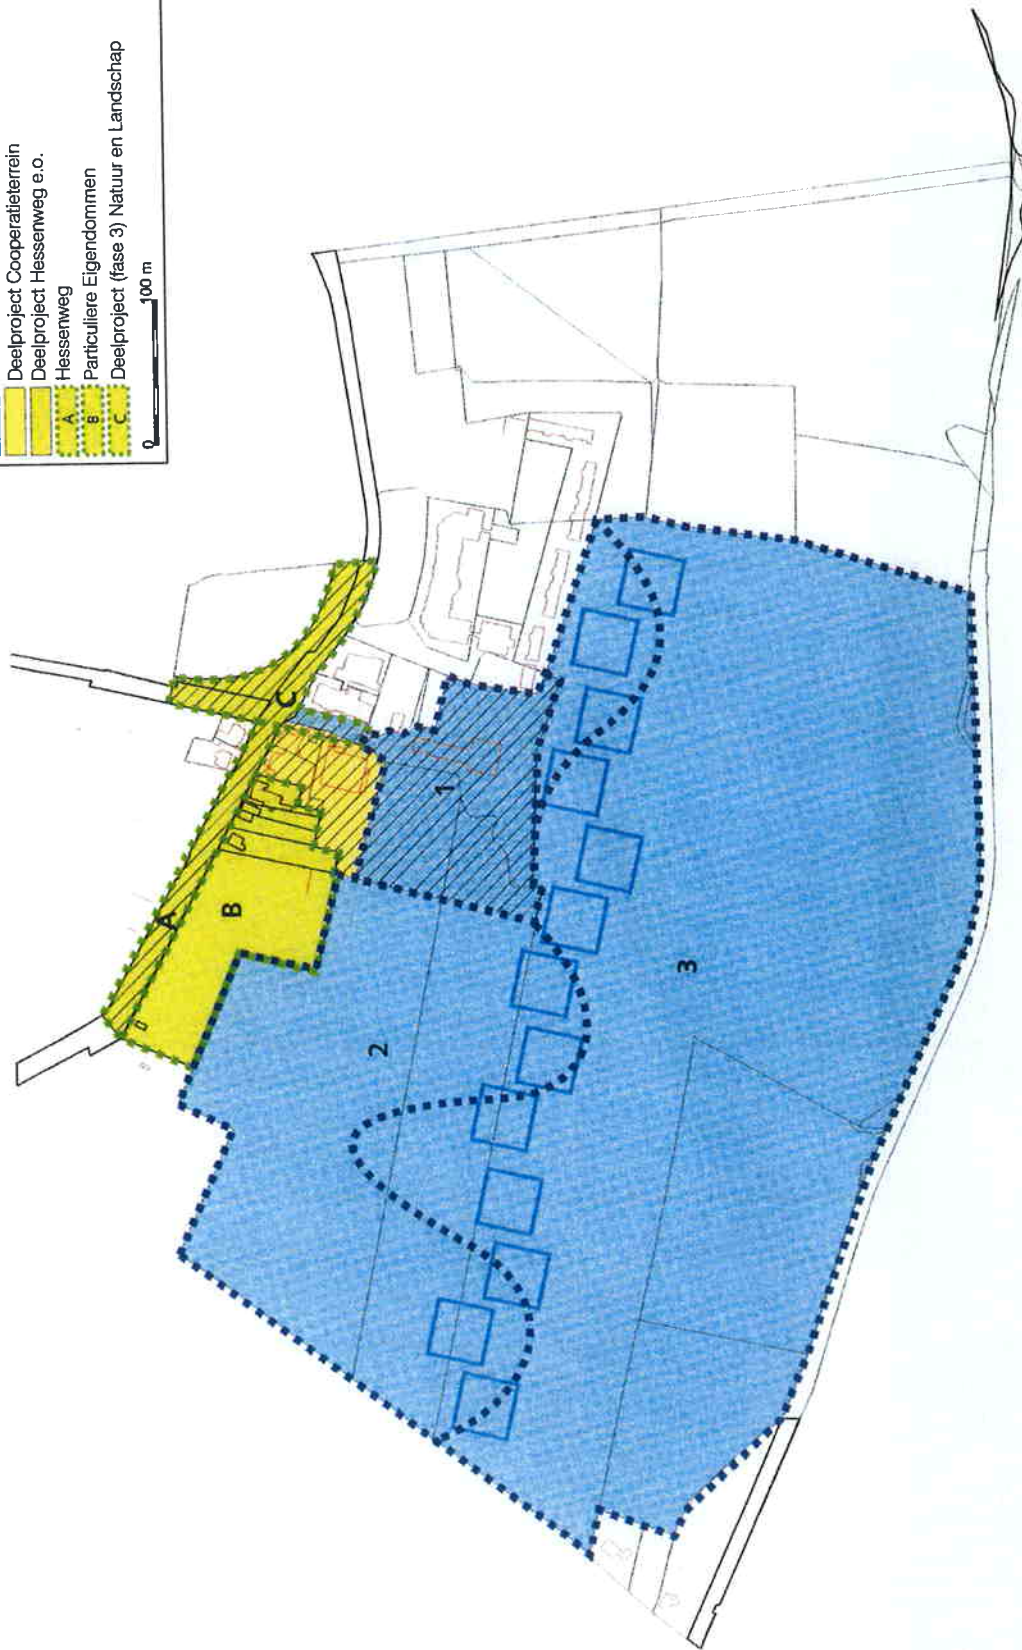 Deelproject Cooperatieterrein
Deelproject Hessenweg e.o.
A Hessenweg
B Particuliere Eigendommen
C Deelproject (fase 3) Natuur en Landschap
0 100 m
A
B
C
1
2
3